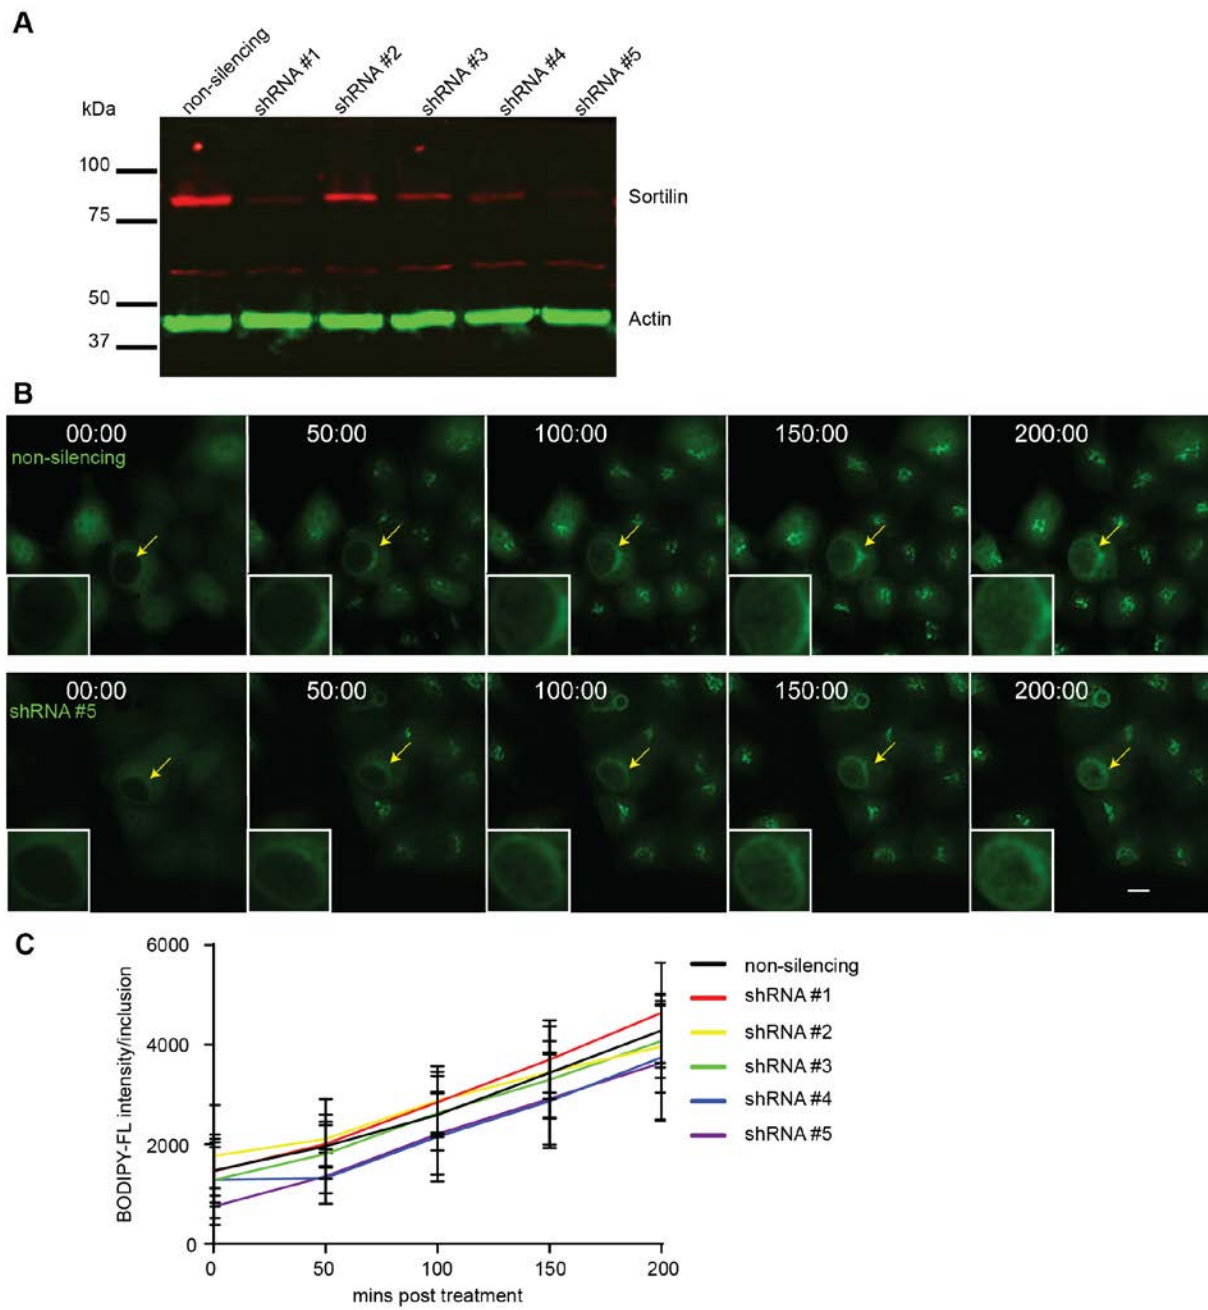 A
non-silencing
shRNA #1
shRNA #2
shRNA #3
shRNA #4
shRNA #5
kDa
100
75
50
37
Sortilin
Actin
B
00:00 50:00 100:00 150:00 200:00
non-silencing
00:00 50:00 100:00 150:00 200:00
shRNA #5
C
BODIPY-FL intensity/inclusion
6000
4000
2000
0
0 50 100 150 200
mins post treatment
non-silencing
shRNA #1
shRNA #2
shRNA #3
shRNA #4
shRNA #5